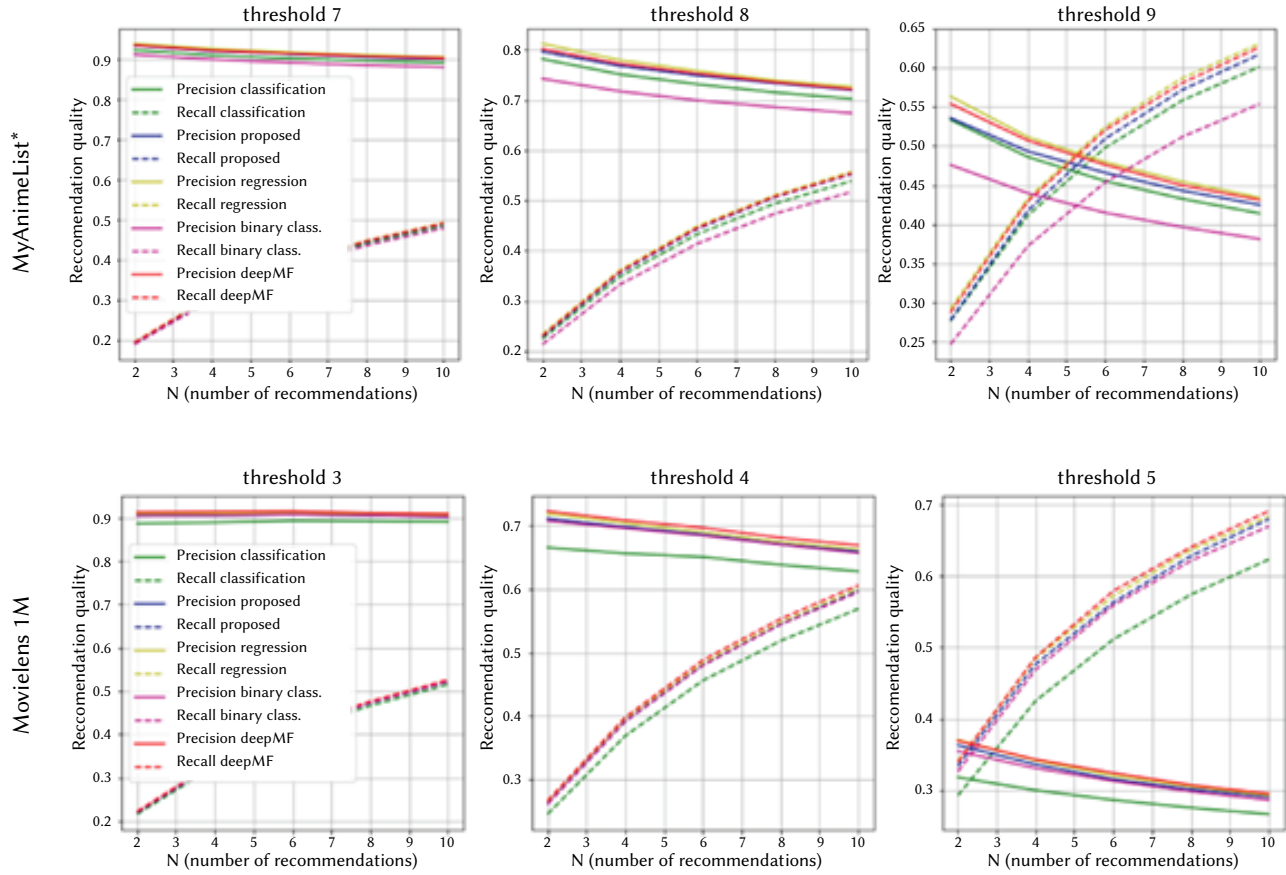 threshold 7
threshold 8
threshold 9
MyAnimeList*
Reccomendation quality
0.9
0.8
0.7
0.6
0.5
0.4
0.3
0.2
Precision classification
Recall classification
Precision proposed
Recall proposed
Precision regression
Recall regression
Precision binary class.
Recall binary class.
Precision deepMF
Recall deepMF
2 3 4 5 6 7 8 9 10
N (number of recommendations)
Reccomendation quality
0.8
0.7
0.6
0.5
0.4
0.3
0.2
2 3 4 5 6 7 8 9 10
N (number of recommendations)
Reccomendation quality
0.65
0.60
0.55
0.50
0.45
0.40
0.35
0.30
0.25
2 3 4 5 6 7 8 9 10
N (number of recommendations)
threshold 3
threshold 4
threshold 5
Movielens 1M
Reccomendation quality
0.9
0.8
0.7
0.6
0.5
0.4
0.3
0.2
Precision classification
Recall classification
Precision proposed
Recall proposed
Precision regression
Recall regression
Precision binary class.
Recall binary class.
Precision deepMF
Recall deepMF
2 3 4 5 6 7 8 9 10
N (number of recommendations)
Reccomendation quality
0.7
0.6
0.5
0.4
0.3
2 3 4 5 6 7 8 9 10
N (number of recommendations)
Reccomendation quality
0.7
0.6
0.5
0.4
0.3
2 3 4 5 6 7 8 9 10
N (number of recommendations)